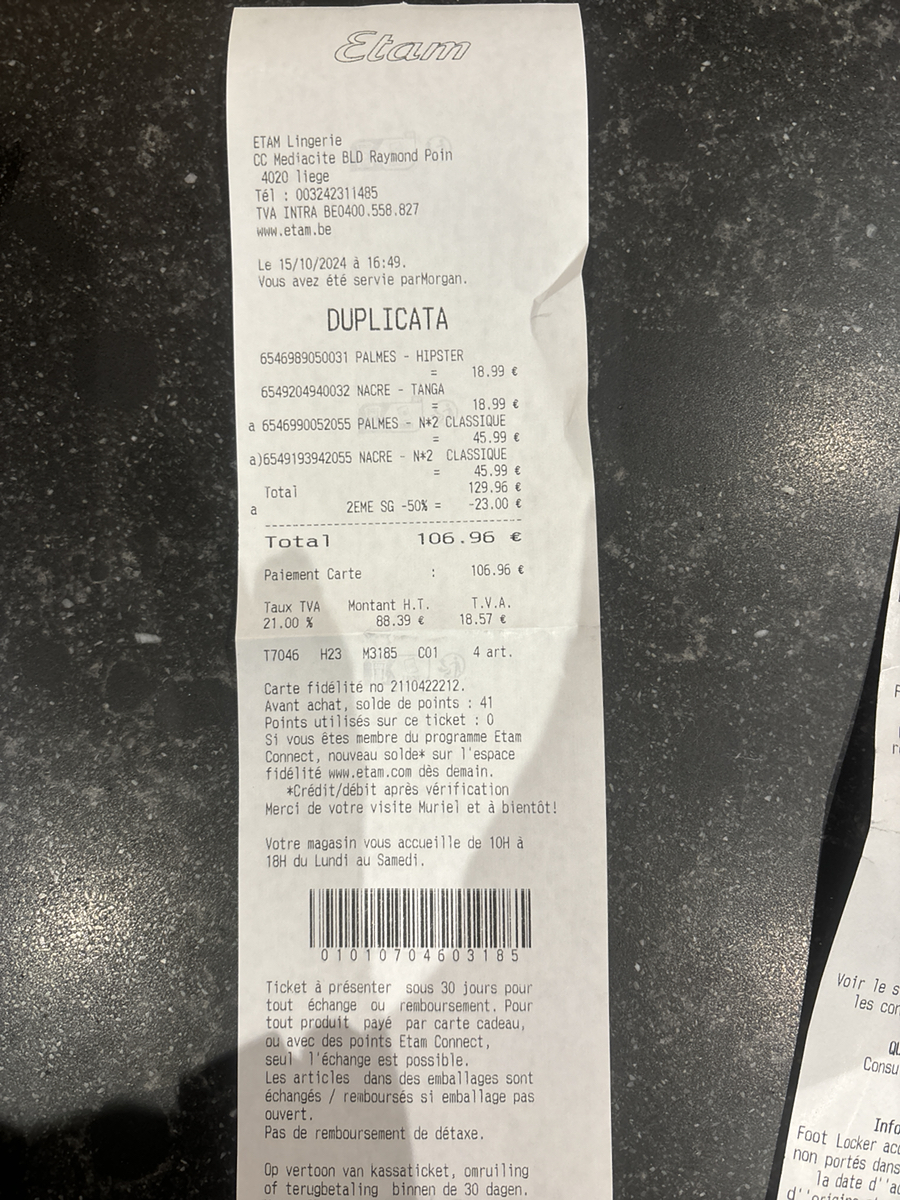 Etam
ETAM Lingerie
CC Mediacite BLD Raymond Poin
4020 liege
Tél : 003242311485
TVA INTRA BE0400.558.827
www.etam.be
Le 15/10/2024 à 16:49.
Vous avez été servie parMorgan.
DUPLICATA
6546989050031 PALMES - HIPSTER
= 18.99 €
6549204940032 NACRE - TANGA
= 18.99 €
a 6546990052055 PALMES - N*2 CLASSIQUE
= 45.99 €
a)6549193942055 NACRE - N*2 CLASSIQUE
= 45.99 €
Total 129.96 €
a 2EME SG -50% = -23.00 €
Total 106.96 €
Paiement Carte : 106.96 €
Taux TVA Montant H.T. T.V.A.
21.00 % 88.39 € 18.57 €
T7046 H23 M3185 C01 4 art.
Carte fidélité no 2110422212.
Avant achat, solde de points : 41
Points utilisés sur ce ticket : 0
Si vous êtes membre du programme Etam
Connect, nouveau solde* sur l'espace
fidélité www.etam.com dès demain.
*Crédit/débit après vérification
Merci de votre visite Muriel et à bientôt!
Votre magasin vous accueille de 10H à
18H du Lundi au Samedi.
01010704603185
Ticket à présenter sous 30 jours pour
tout échange ou remboursement. Pour
tout produit payé par carte cadeau,
ou avec des points Etam Connect,
seul l'échange est possible.
Les articles dans des emballages sont
échangés / remboursés si emballage pas
ouvert.
Pas de remboursement de détaxe.
Op vertoon van kassaticket, omruiling
of terugbetaling binnen de 30 dagen.
Voir le s
les con
Consu
Info
Foot Locker acc
non portés dans
la date d''a